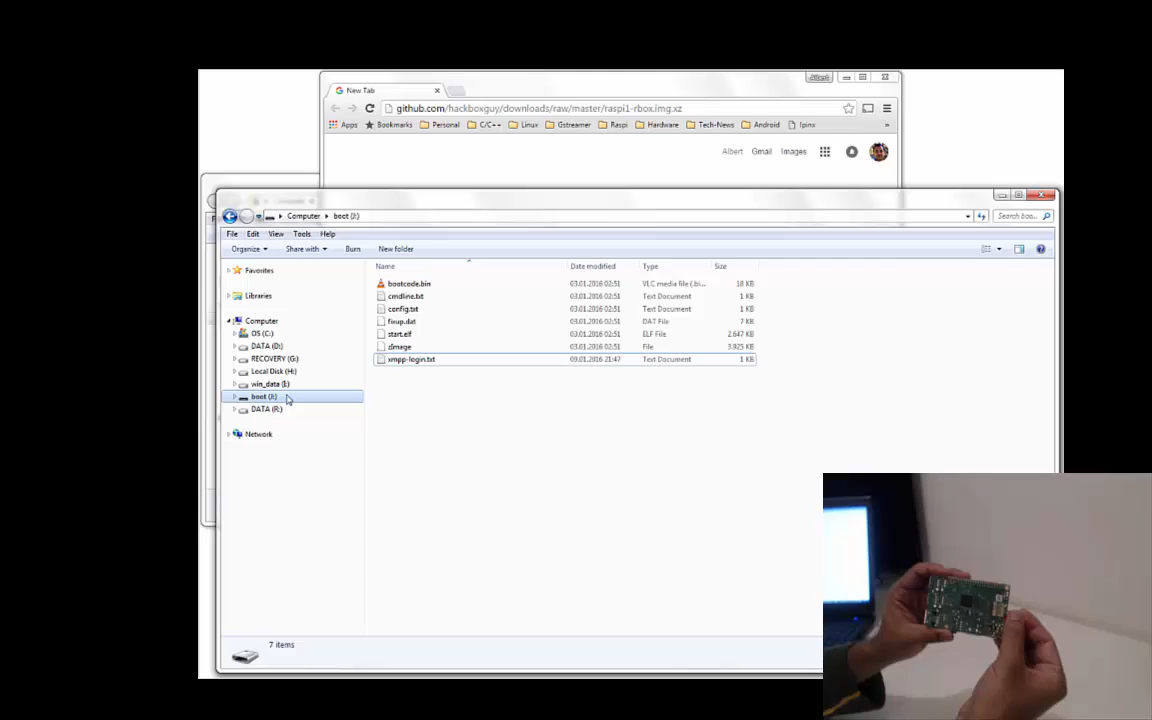 Albert
New Tab
github.com/hackboxguy/downloads/raw/master/raspi1-rbox.img.xz
Apps Bookmarks Personal C/C++ Linux Gstreamer Raspi Hardware Tech-News Android Ipinx »
Albert Gmail Images
Computer boot (J:) Search boo...
File Edit View Tools Help
Organize Share with Burn New folder
Name Date modified Type Size
Favorites
Libraries
Computer
OS (C:)
DATA (D:)
RECOVERY (G:)
Local Disk (H:)
win_data (I:)
boot (J:)
DATA (R:)
Network
bootcode.bin 03.01.2016 02:51 VLC media file (.bi... 18 KB
cmdline.txt 03.01.2016 02:51 Text Document 1 KB
config.txt 03.01.2016 02:51 Text Document 1 KB
fixup.dat 03.01.2016 02:51 DAT File 7 KB
start.elf 03.01.2016 02:51 ELF File 2.647 KB
zImage 03.01.2016 02:51 File 3.925 KB
xmpp-login.txt 09.01.2016 21:47 Text Document 1 KB
7 items